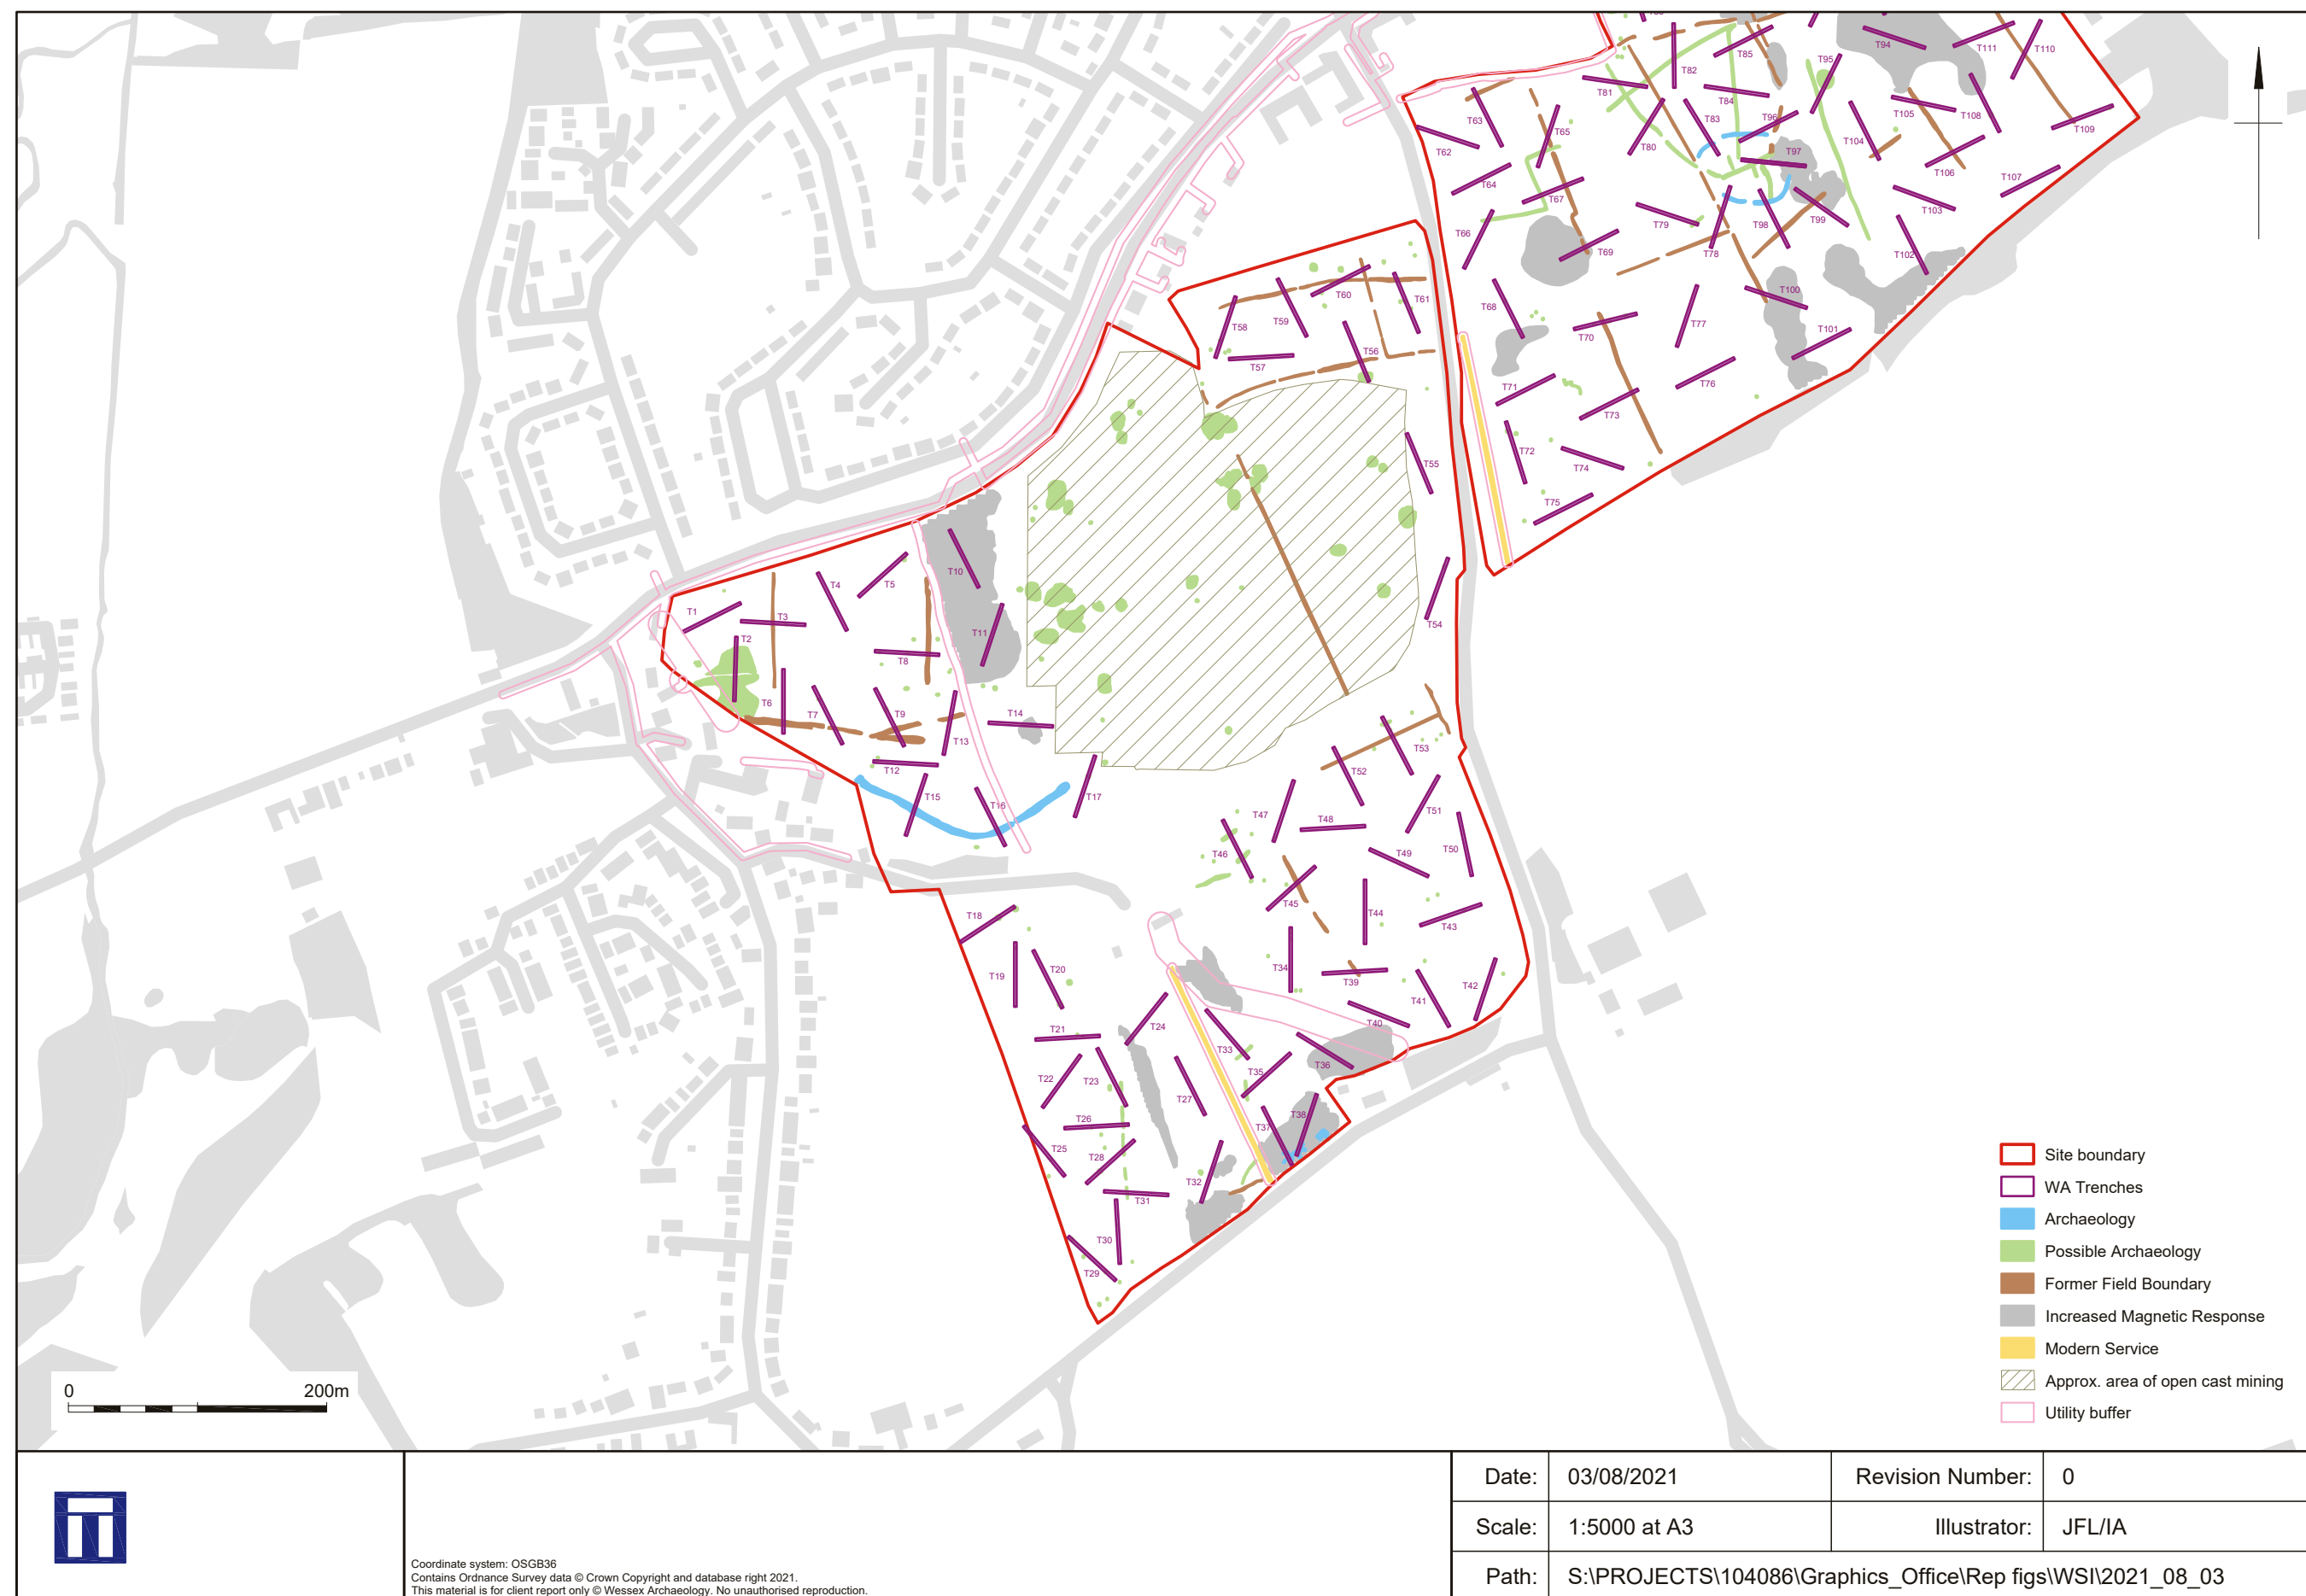 T94
T111
T110
T85
T82
T95
T81
T84
T105
T108
T63
T65
T83
T96
T109
T62
T80
T104
T97
T64
T106
T107
T67
T103
T66
T79
T98
T99
T78
T69
T102
T60
T61
T100
T58
T59
T68
T77
T101
T70
T56
T57
T71
T76
T73
T72
T55
T74
T75
T10
T4
T5
T1
T3
T11
T54
T2
T8
T6
T7
T9
T14
T13
T53
T12
T52
T15
T16
T17
T47
T48
T51
T46
T49
T50
T45
T44
T18
T43
T19
T20
T34
T39
T42
T41
T21
T24
T40
T33
T36
T22
T23
T35
T27
T26
T37
T38
T25
T28
T32
T31
T30
T29
Site boundary
WA Trenches
Archaeology
Possible Archaeology
Former Field Boundary
Increased Magnetic Response
Modern Service
Approx. area of open cast mining
Utility buffer
0 200m
Date: 03/08/2021 Revision Number: 0
Scale: 1:5000 at A3 Illustrator: JFL/IA
Path: S:\PROJECTS\104086\Graphics_Office\Rep figs\WSI\2021_08_03
Coordinate system: OSGB36
Contains Ordnance Survey data © Crown Copyright and database right 2021.
This material is for client report only © Wessex Archaeology. No unauthorised reproduction.